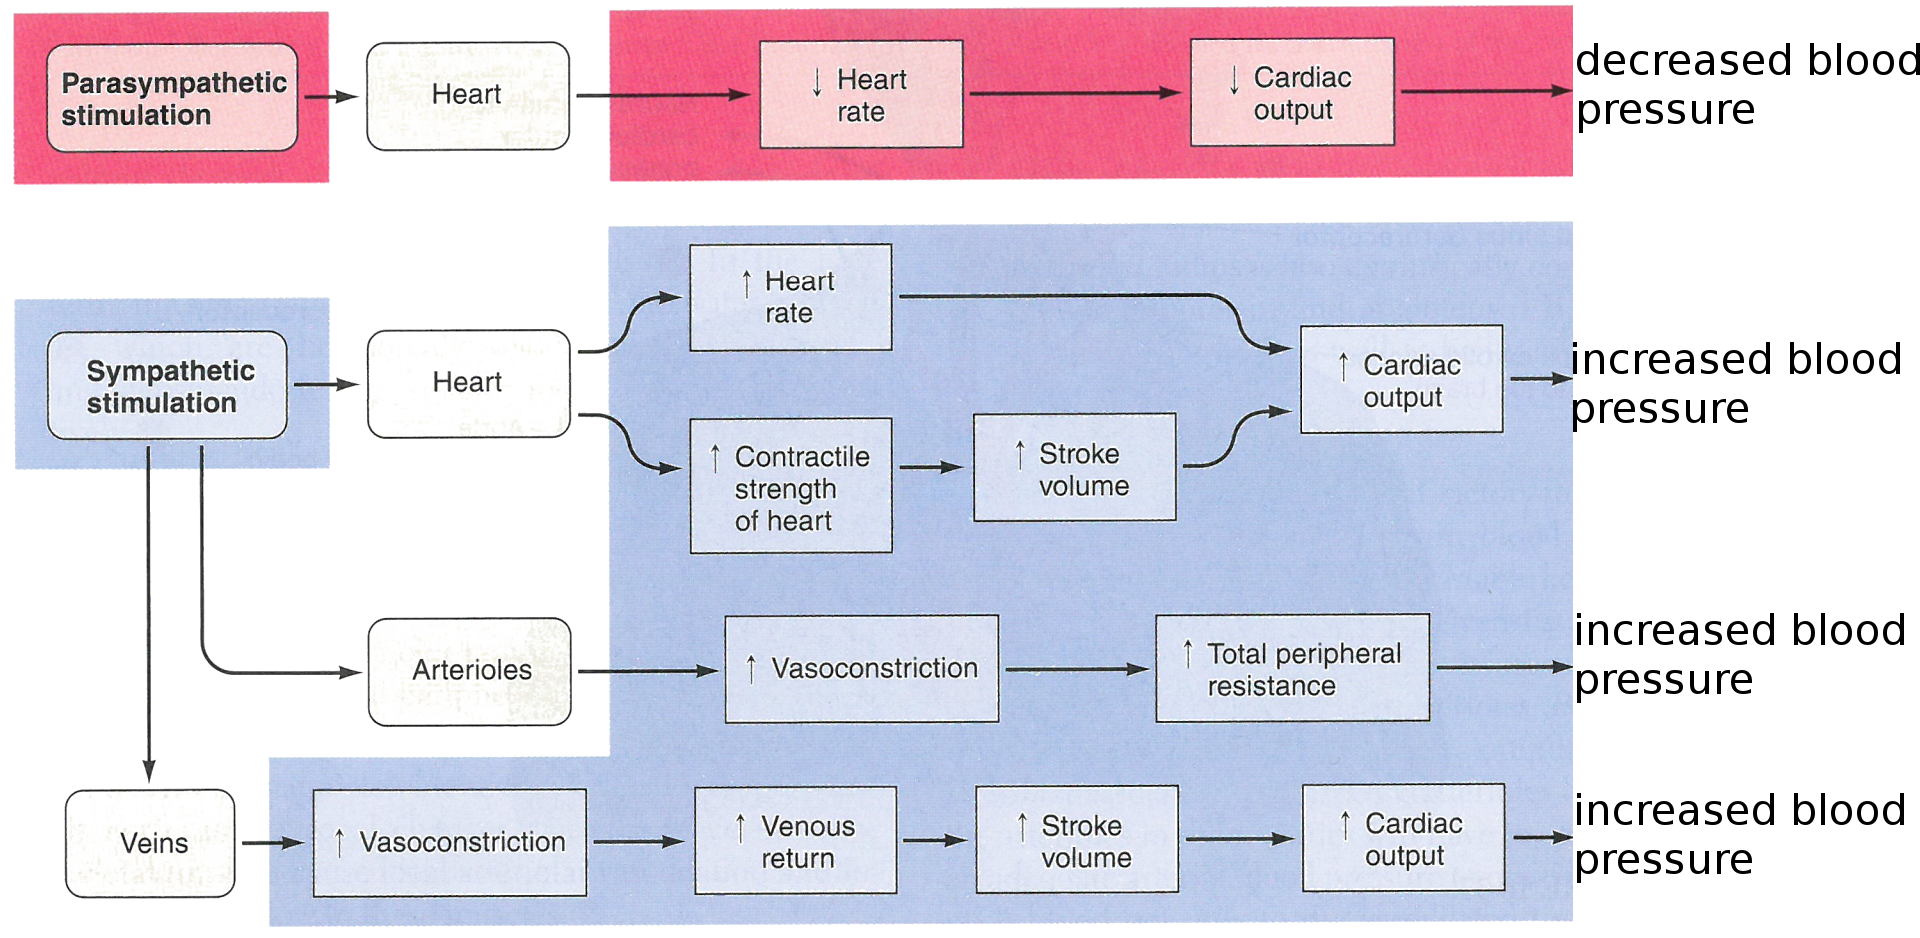 Parasympathetic
stimulation
Heart
↓ Heart
rate
↓ Cardiac
output
decreased blood
pressure
Sympathetic
stimulation
Heart
↑ Heart
rate
↑ Contractile
strength
of heart
↑ Stroke
volume
↑ Cardiac
output
increased blood
pressure
Arterioles
↑ Vasoconstriction
↑ Total peripheral
resistance
increased blood
pressure
Veins
↑ Vasoconstriction
↑ Venous
return
↑ Stroke
volume
↑ Cardiac
output
increased blood
pressure